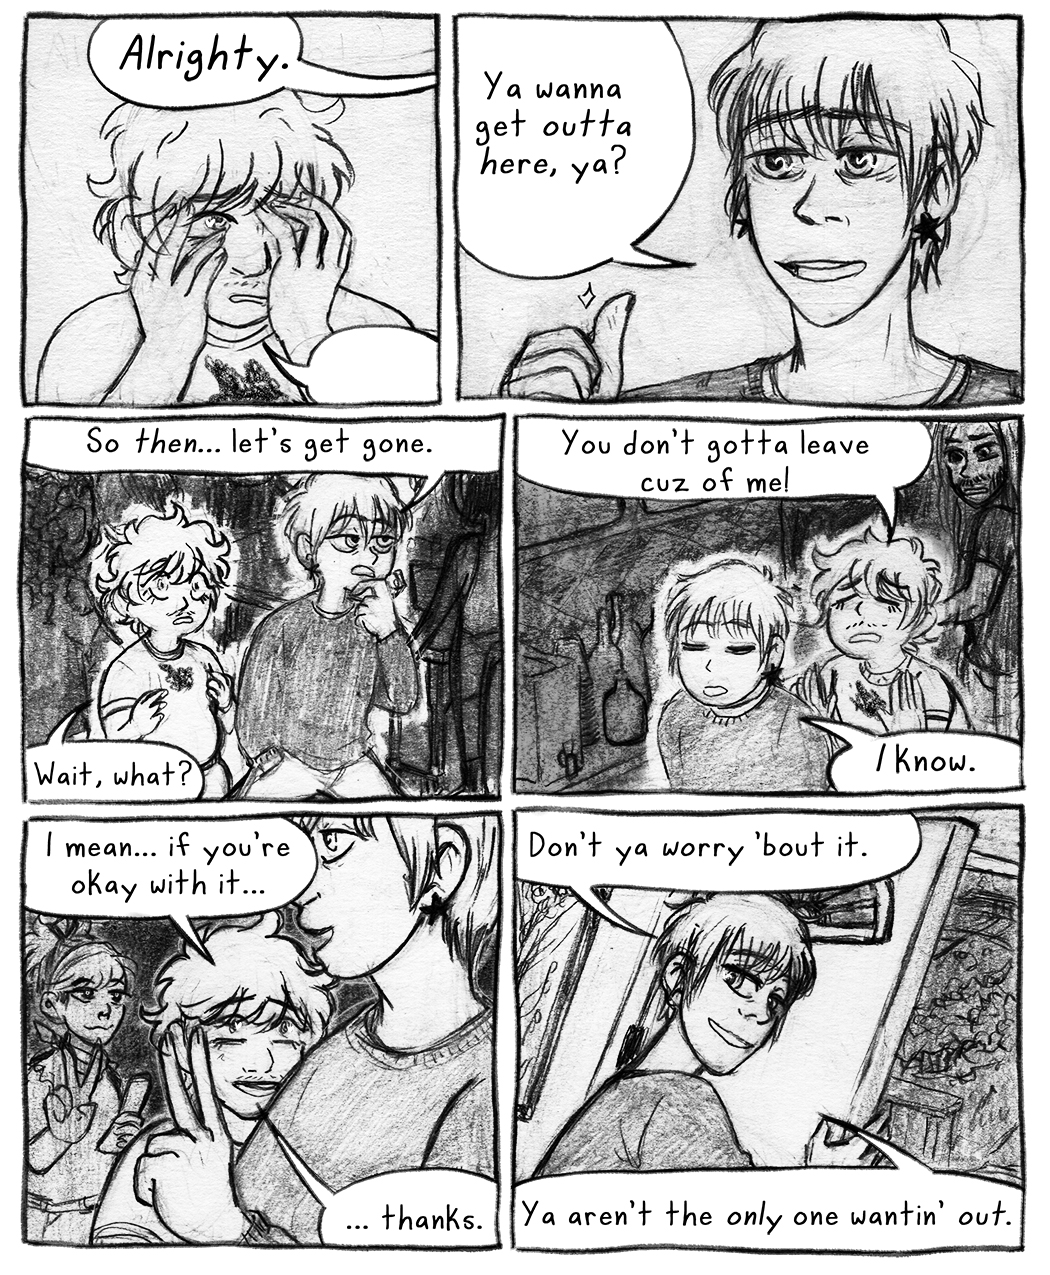 Alrighty.
Ya wanna
get outta
here, ya?
So then... let's get gone.
Wait, what?
You don't gotta leave
cuz of me!
I know.
I mean... if you're
okay with it...
... thanks.
Don't ya worry 'bout it.
Ya aren't the only one wantin' out.